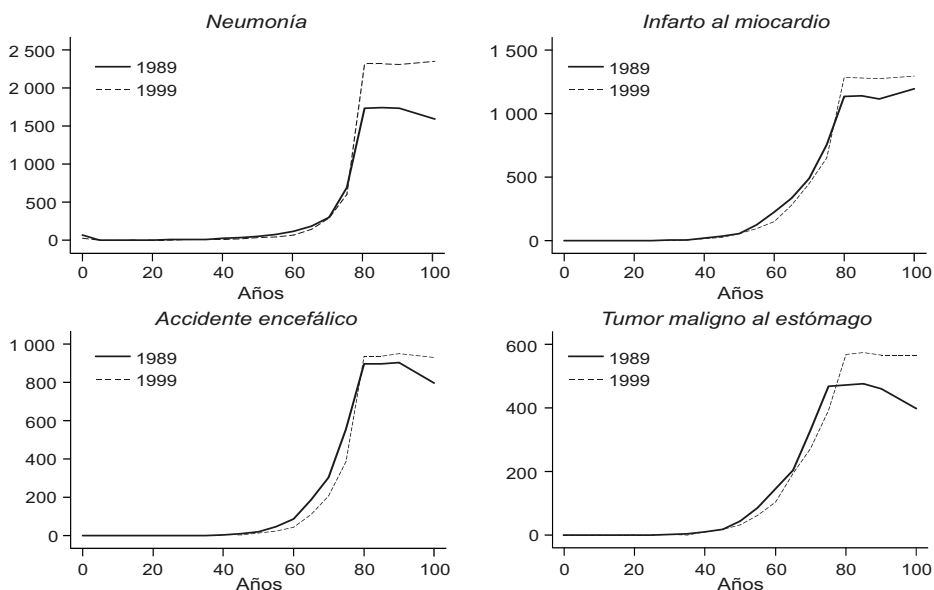 Neumonía
2 500
2 000
1 500
1 000
500
0
1989
1999
0 20 40 60 80 100
Años
Infarto al miocardio
1 500
1 000
500
0
1989
1999
0 20 40 60 80 100
Años
Accidente encefálico
1 000
800
600
400
200
0
1989
1999
0 20 40 60 80 100
Años
Tumor maligno al estómago
600
400
200
0
1989
1999
0 20 40 60 80 100
Años